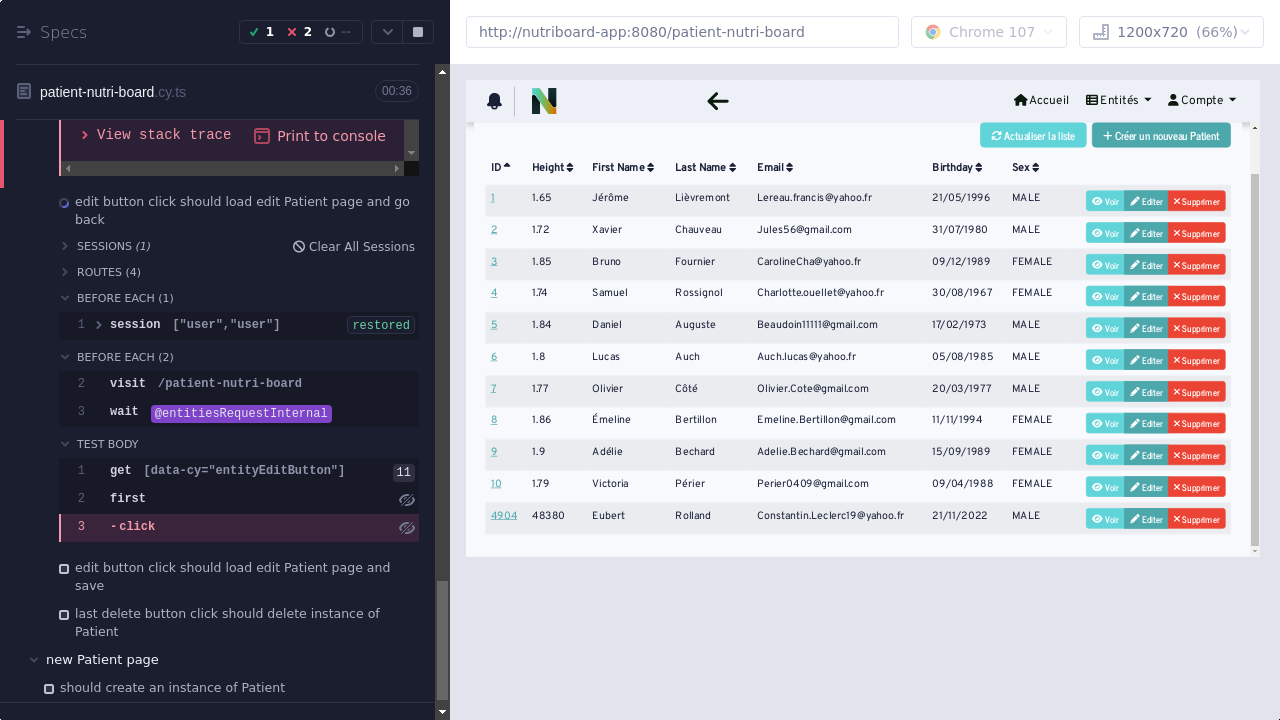 Specs
1 2 --
patient-nutri-board.cy.ts 00:36
View stack trace Print to console
edit button click should load edit Patient page and go
back
SESSIONS (1) Clear All Sessions
ROUTES (4)
BEFORE EACH (1)
1 session ["user","user"] restored
BEFORE EACH (2)
2 visit /patient-nutri-board
3 wait @entitiesRequestInternal
TEST BODY
1 get [data-cy="entityEditButton"] 11
2 first
3 -click
edit button click should load edit Patient page and
save
last delete button click should delete instance of
Patient
new Patient page
should create an instance of Patient
http://nutriboard-app:8080/patient-nutri-board Chrome 107 1200x720 (66%)
Accueil Entités Compte
Actualiser la liste Créer un nouveau Patient
ID Height First Name Last Name Email Birthday Sex
1 1.65 Jérôme Lièvremont Lereau.francis@yahoo.fr 21/05/1996 MALE Voir Editer Supprimer
2 1.72 Xavier Chauveau Jules56@gmail.com 31/07/1980 MALE Voir Editer Supprimer
3 1.85 Bruno Fournier CarolineCha@yahoo.fr 09/12/1989 FEMALE Voir Editer Supprimer
4 1.74 Samuel Rossignol Charlotte.ouellet@yahoo.fr 30/08/1967 FEMALE Voir Editer Supprimer
5 1.84 Daniel Auguste Beaudoin11111@gmail.com 17/02/1973 MALE Voir Editer Supprimer
6 1.8 Lucas Auch Auch.lucas@yahoo.fr 05/08/1985 MALE Voir Editer Supprimer
7 1.77 Olivier Côté Olivier.Cote@gmail.com 20/03/1977 MALE Voir Editer Supprimer
8 1.86 Émeline Bertillon Emeline.Bertillon@gmail.com 11/11/1994 FEMALE Voir Editer Supprimer
9 1.9 Adélie Bechard Adelie.Bechard@gmail.com 15/09/1989 FEMALE Voir Editer Supprimer
10 1.79 Victoria Périer Perier0409@gmail.com 09/04/1988 FEMALE Voir Editer Supprimer
4904 48380 Eubert Rolland Constantin.Leclerc19@yahoo.fr 21/11/2022 MALE Voir Editer Supprimer